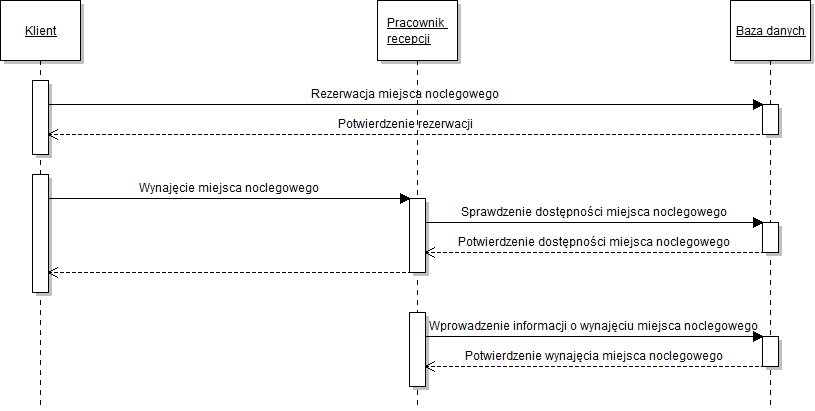 Klient
Pracownik
recepcji
Baza danych
Rezerwacja miejsca noclegowego
Potwierdzenie rezerwacji
Wynajęcie miejsca noclegowego
Sprawdzenie dostępności miejsca noclegowego
Potwierdzenie dostępności miejsca noclegowego
Wprowadzenie informacji o wynajęciu miejsca noclegowego
Potwierdzenie wynajęcia miejsca noclegowego